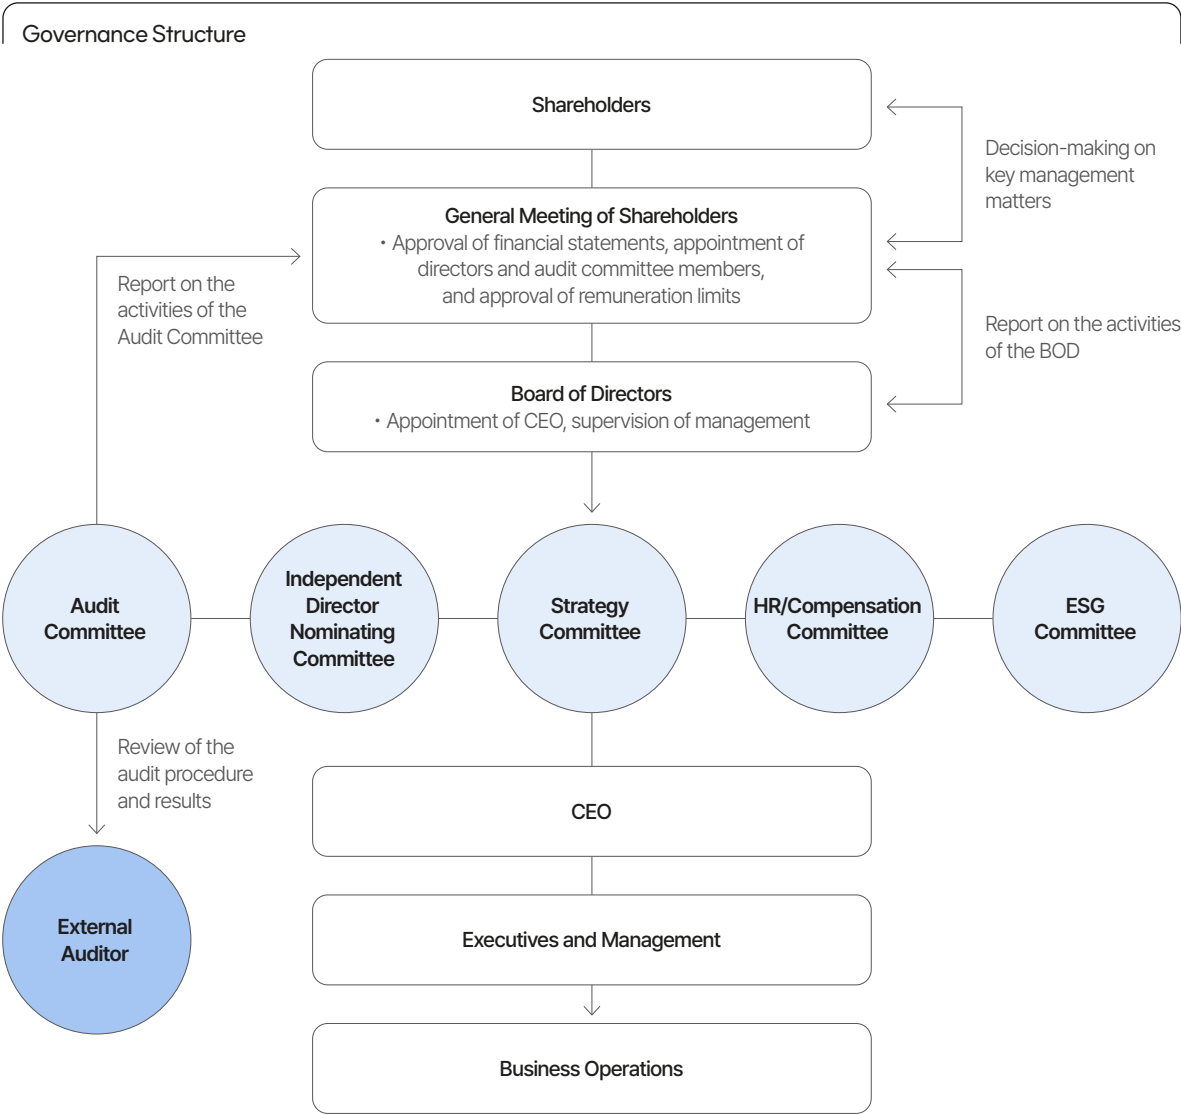 Governance Structure
Shareholders
Decision-making on
key management
matters
General Meeting of Shareholders
• Approval of financial statements, appointment of
directors and audit committee members,
and approval of remuneration limits
Report on the
activities of the
Audit Committee
Report on the activities
of the BOD
Board of Directors
• Appointment of CEO, supervision of management
Audit
Committee
Independent
Director
Nominating
Committee
Strategy
Committee
HR/Compensation
Committee
ESG
Committee
Review of the
audit procedure
and results
CEO
External
Auditor
Executives and Management
Business Operations